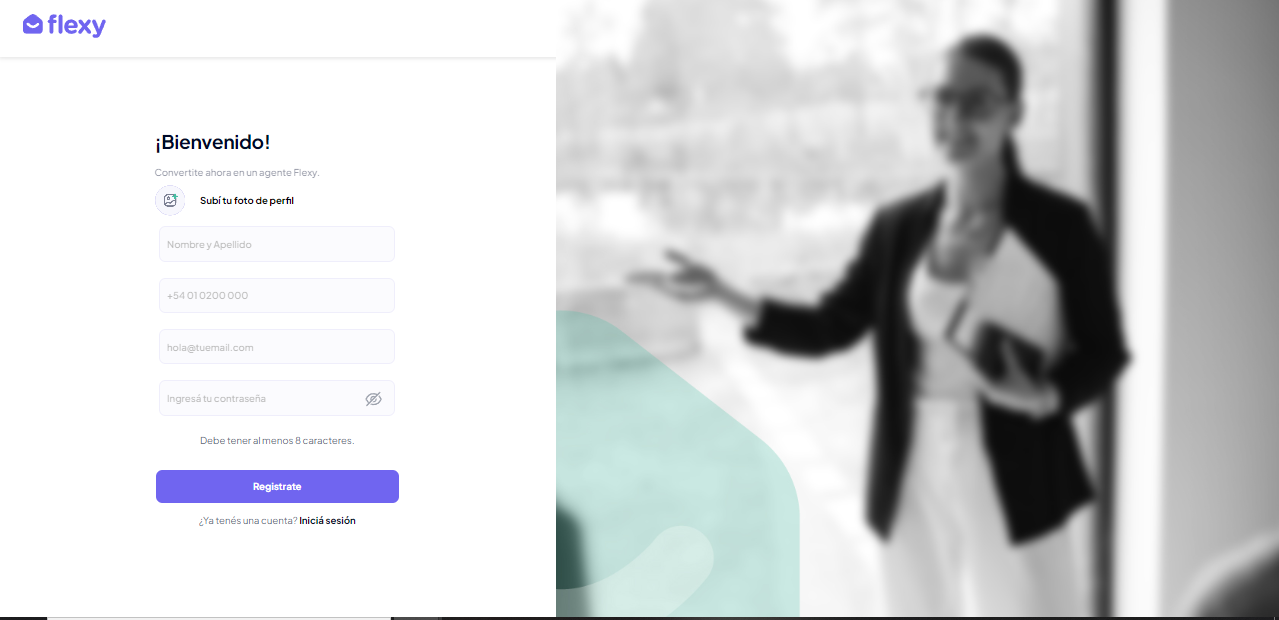 flexy
¡Bienvenido!
Convertite ahora en un agente Flexy.
Subí tu foto de perfil
Nombre y Apellido
+54 01 0200 000
hola@tuemail.com
Ingresá tu contraseña
Debe tener al menos 8 caracteres.
Registrate
¿Ya tenés una cuenta? Iniciá sesión